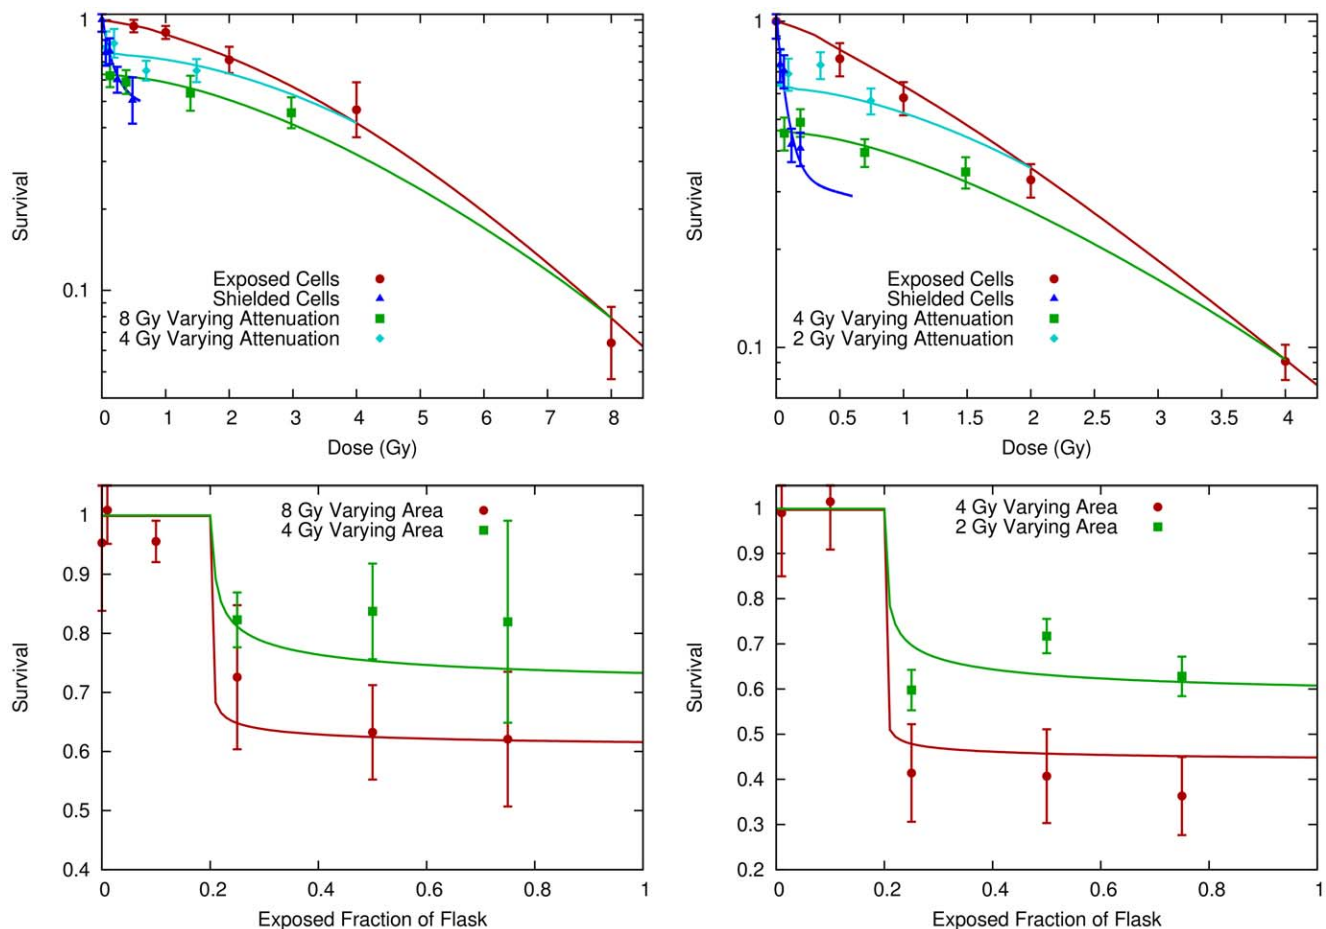 1
0.1
Survival
Exposed Cells
Shielded Cells
8 Gy Varying Attenuation
4 Gy Varying Attenuation
0 1 2 3 4 5 6 7 8
Dose (Gy)
1
0.1
Survival
Exposed Cells
Shielded Cells
4 Gy Varying Attenuation
2 Gy Varying Attenuation
0 0.5 1 1.5 2 2.5 3 3.5 4
Dose (Gy)
1
0.9
0.8
0.7
0.6
0.5
0.4
Survival
8 Gy Varying Area
4 Gy Varying Area
0 0.2 0.4 0.6 0.8 1
Exposed Fraction of Flask
1
0.9
0.8
0.7
0.6
0.5
0.4
0.3
0.2
Survival
4 Gy Varying Area
2 Gy Varying Area
0 0.2 0.4 0.6 0.8 1
Exposed Fraction of Flask